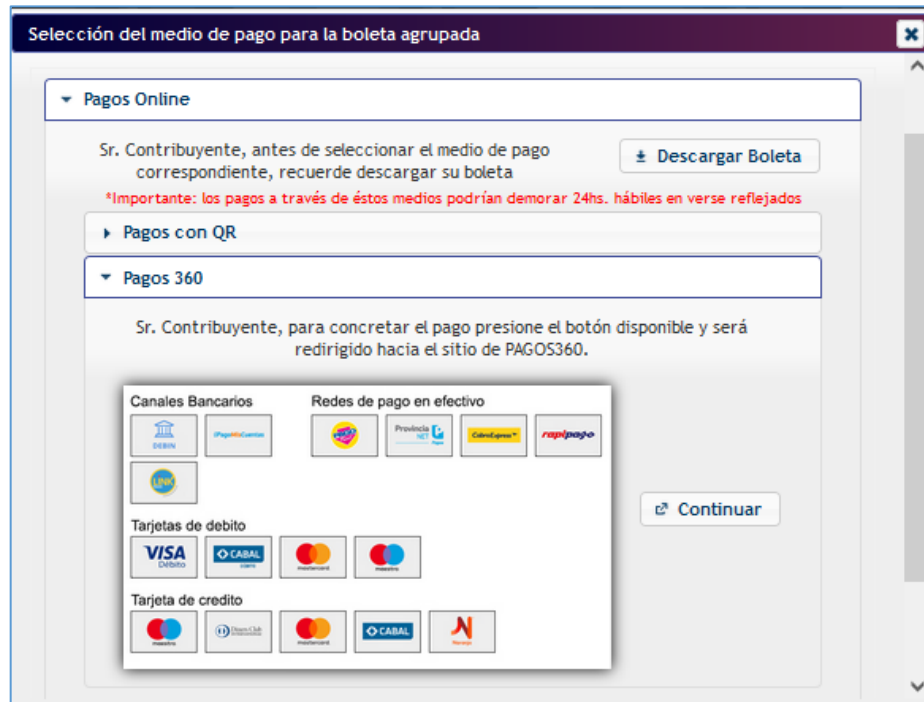 Selección del medio de pago para la boleta agrupada
Pagos Online
Sr. Contribuyente, antes de seleccionar el medio de pago
correspondiente, recuerde descargar su boleta
Descargar Boleta
*Importante: los pagos a través de éstos medios podrían demorar 24hs. hábiles en verse reflejados
Pagos con QR
Pagos 360
Sr. Contribuyente, para concretar el pago presione el botón disponible y será
redirigido hacia el sitio de PAGOS360.
Canales Bancarios
Redes de pago en efectivo
DEBIN
PagoMisCuentas
Provincia
NET
Pagos
CobroExpress
rapipago
LINK
Continuar
Tarjetas de debito
VISA
Débito
CABAL
mastercard
maestro
Tarjeta de credito
maestro
Diners Club
mastercard
CABAL
Naranja